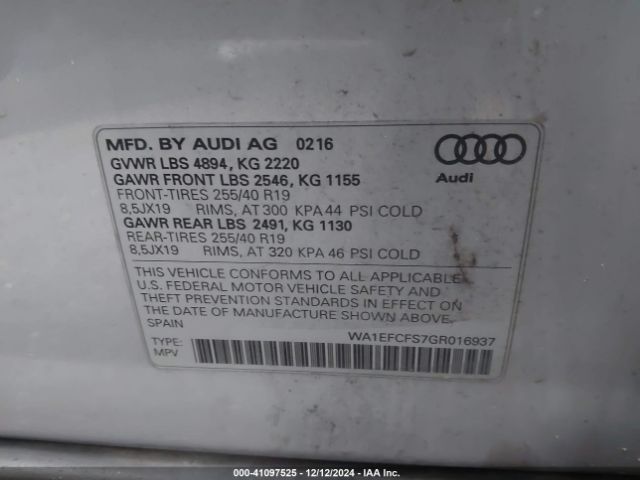 MFD. BY AUDI AG 0216
GVWR LBS 4894, KG 2220
GAWR FRONT LBS 2546, KG 1155
FRONT-TIRES 255/40 R19
8,5JX19 RIMS, AT 300 KPA 44 PSI COLD
GAWR REAR LBS 2491, KG 1130
REAR-TIRES 255/40 R19
8,5JX19 RIMS, AT 320 KPA 46 PSI COLD
Audi
THIS VEHICLE CONFORMS TO ALL APPLICABLE
U.S. FEDERAL MOTOR VEHICLE SAFETY AND
THEFT PREVENTION STANDARDS IN EFFECT ON
THE DATE OF MANUFACTURE SHOWN ABOVE.
SPAIN
WA1EFCFS7GR016937
TYPE:
MPV
000-41097525 - 12/12/2024 - IAA Inc.